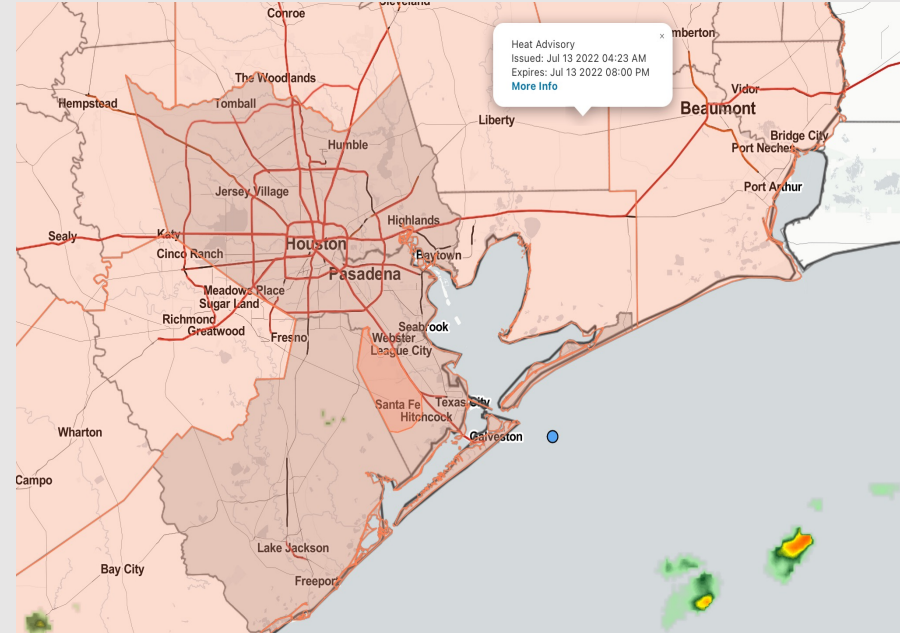 Cleveland
Conroe
× 
Heat Advisory
Issued: Jul 13 2022 04:23 AM
Expires: Jul 13 2022 08:00 PM
More Info
mberton
The Woodlands
Vidor
Hempstead
Tomball
Beaumont
Liberty
Bridge City
Humble
Port Neches
Port Arthur
Jersey Village
Highlands
Sealy
Katy
Houston
Cinco Ranch
Baytown
Pasadena
Meadows Place
Sugar Land
Richmond
Greatwood
Seabrook
Fresno
Webster
League City
Santa Fe
Texas City
Hitchcock
Wharton
Galveston
Campo
Lake Jackson
Bay City
Freepor